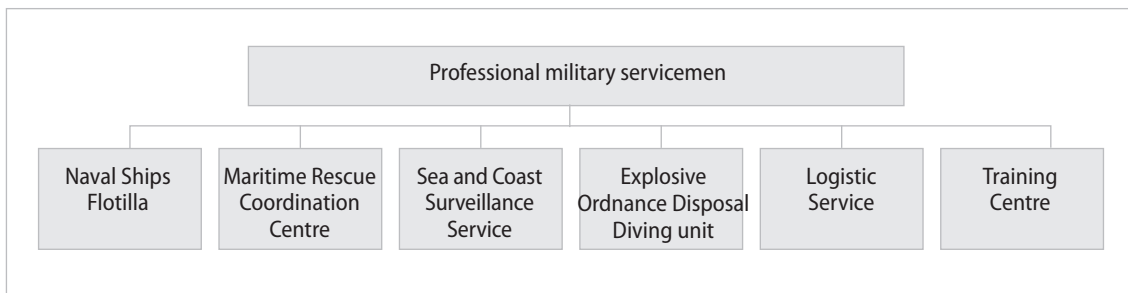 Professional military servicemen
Naval Ships
Flotilla
Maritime Rescue
Coordination
Centre
Sea and Coast
Surveillance
Service
Explosive
Ordnance Disposal
Diving unit
Logistic
Service
Training
Centre